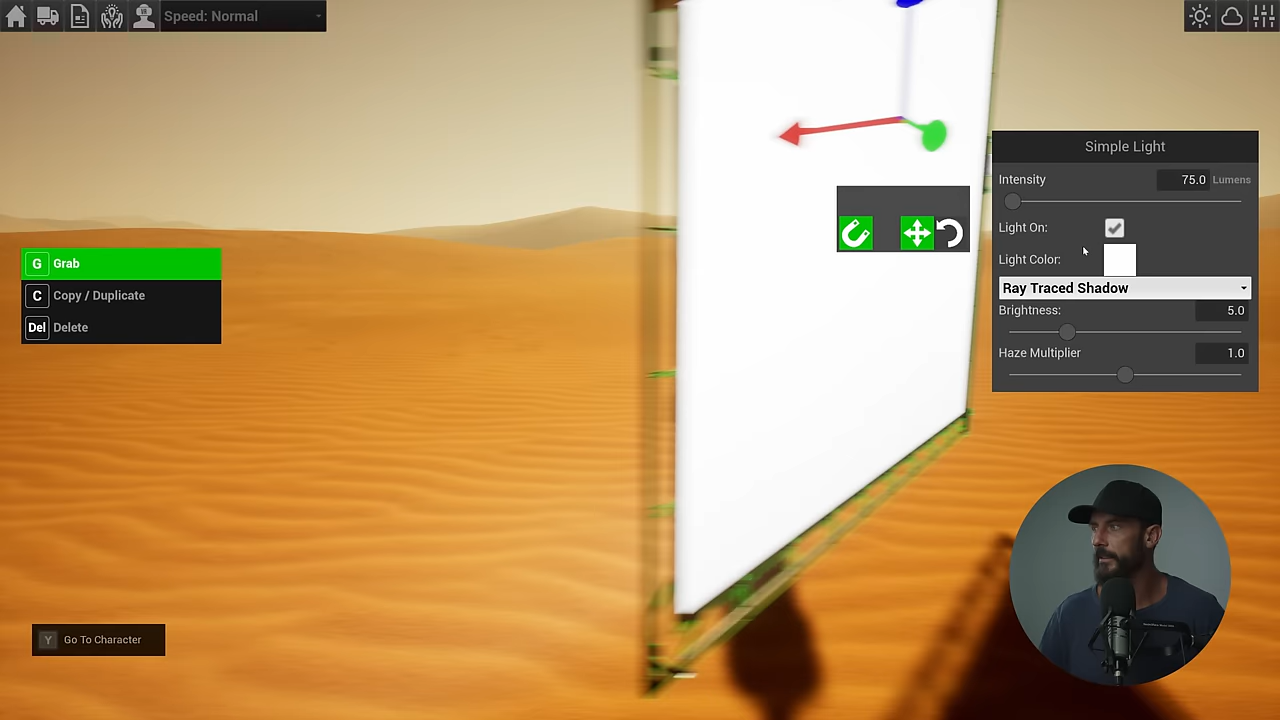 Speed: Normal
Simple Light
Intensity 75.0 Lumens
Light On:
Light Color:
Ray Traced Shadow
Brightness: 5.0
Haze Multiplier 1.0
G Grab
C Copy / Duplicate
Del Delete
Y Go To Character